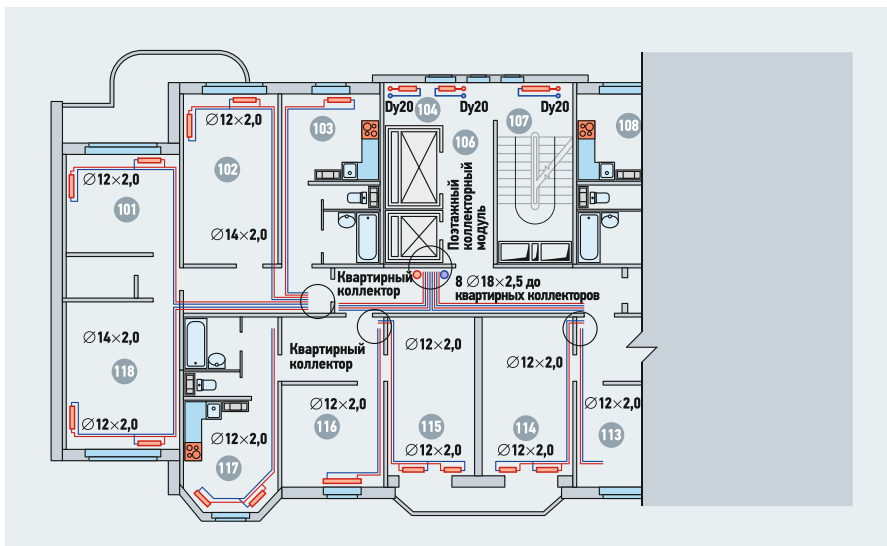 Dy20
Dy20
Dy20
104
107
∅12×2,0
103
108
106
102
∅12×2,0
101
Поэтажный
коллекторный
модуль
∅14×2,0
Квартирный
коллектор
8 ∅18×2,5 до
квартирных коллекторов
∅14×2,0
Квартирный
коллектор
∅12×2,0
∅12×2,0
118
∅12×2,0
∅12×2,0
∅12×2,0
116
115
114
113
∅12×2,0
∅12×2,0
∅12×2,0
117